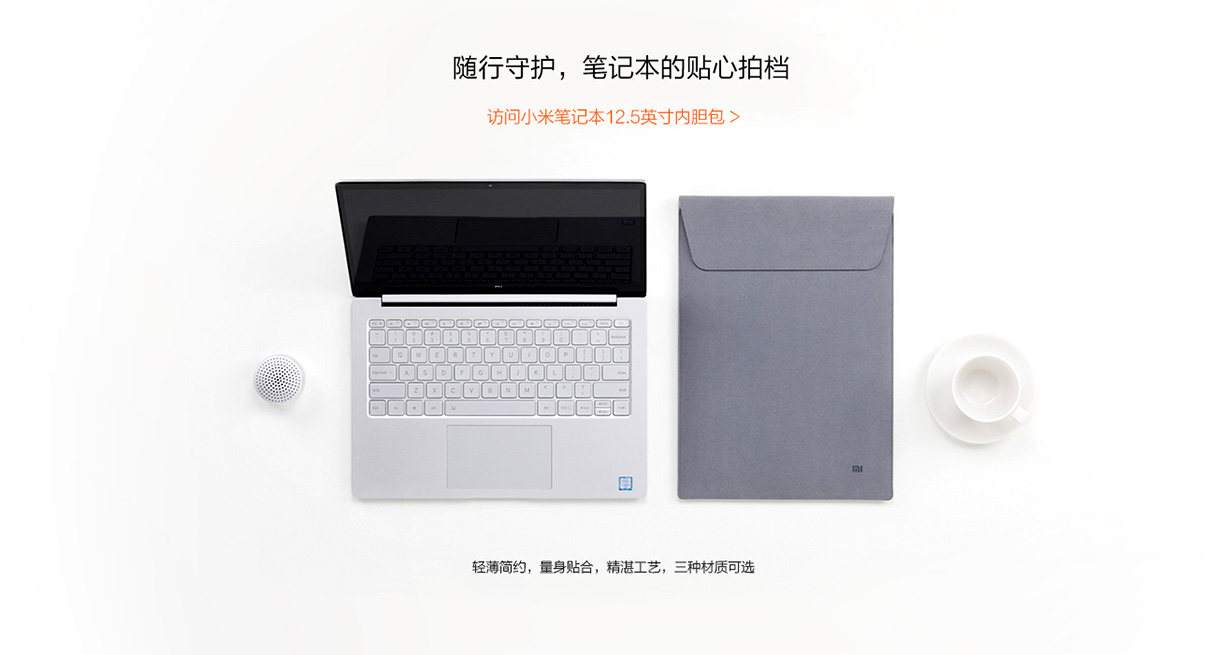 随行守护，笔记本的贴心拍档
访问小米笔记本12.5英寸内胆包 >
mi
Q W E R T Y U I O P
A S D F G H J K L
Z X C V B N M
mi
轻薄简约，量身贴合，精湛工艺，三种材质可选